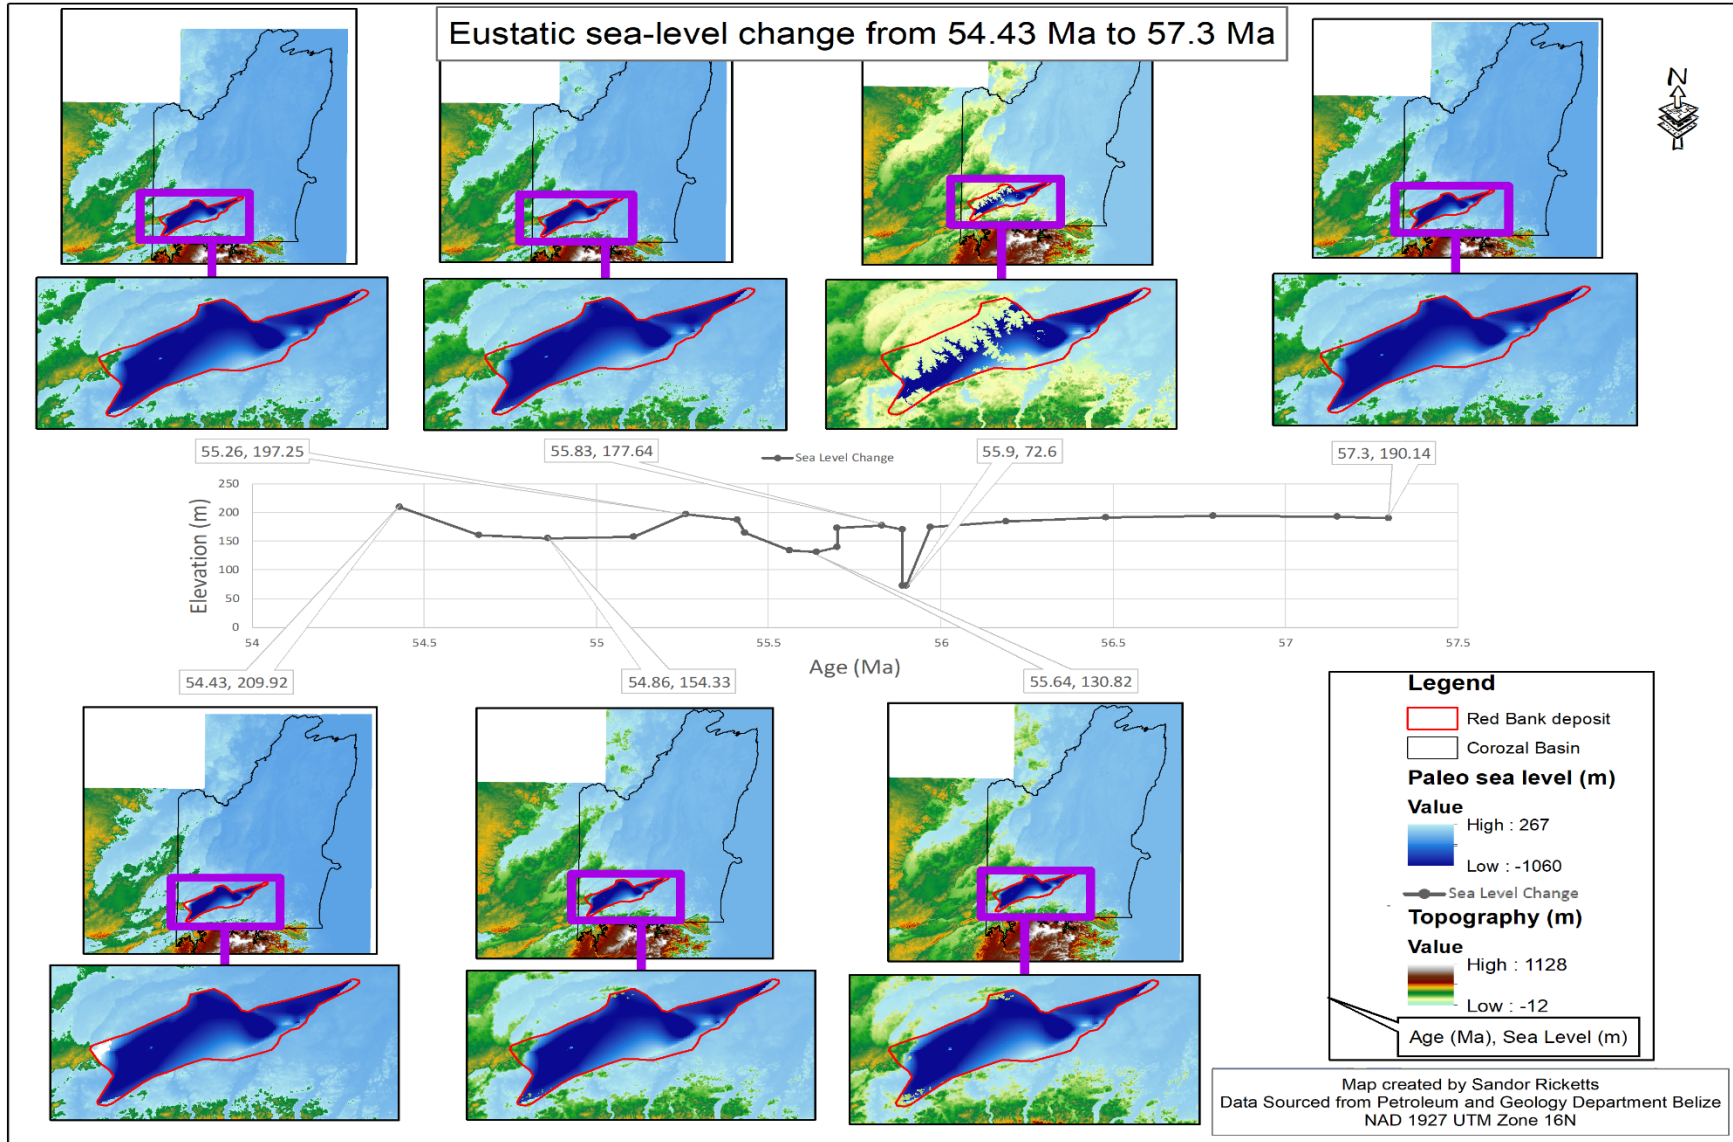 Eustatic sea-level change from 54.43 Ma to 57.3 Ma
N
55.26, 197.25
55.83, 177.64
Sea Level Change
55.9, 72.6
57.3, 190.14
Elevation (m)
250
200
150
100
50
0
54
54.5
55
55.5
56
56.5
57
57.5
Age (Ma)
54.43, 209.92
54.86, 154.33
55.64, 130.82
Legend
Red Bank deposit
Corozal Basin
Paleo sea level (m)
Value
High : 267
Low : -1060
Sea Level Change
Topography (m)
Value
High : 1128
Low : -12
Age (Ma), Sea Level (m)
Map created by Sandor Ricketts
Data Sourced from Petroleum and Geology Department Belize
NAD 1927 UTM Zone 16N